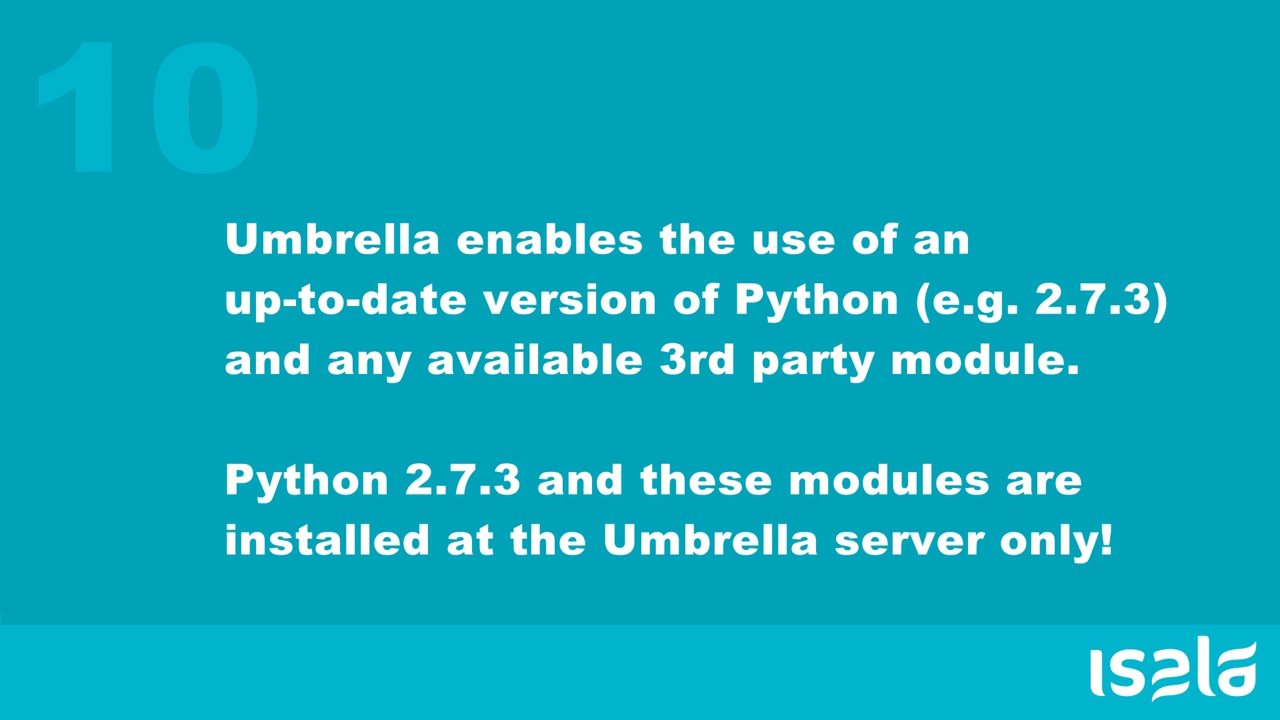 10
Umbrella enables the use of an
up-to-date version of Python (e.g. 2.7.3)
and any available 3rd party module.
Python 2.7.3 and these modules are
installed at the Umbrella server only!
isala